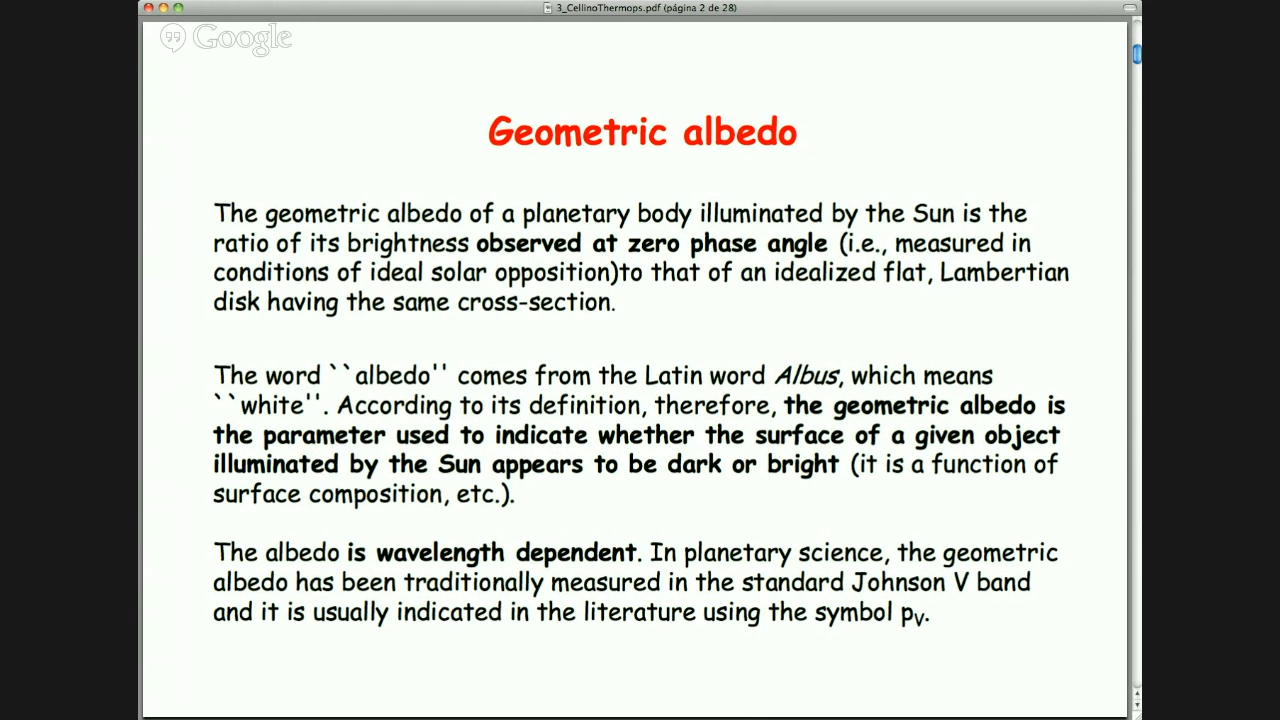 3_CellinoThermops.pdf (página 2 de 28)
Google
Geometric albedo
The geometric albedo of a planetary body illuminated by the Sun is the
ratio of its brightness observed at zero phase angle (i.e., measured in
conditions of ideal solar opposition)to that of an idealized flat, Lambertian
disk having the same cross-section.
The word ``albedo'' comes from the Latin word Albus, which means
``white''. According to its definition, therefore, the geometric albedo is
the parameter used to indicate whether the surface of a given object
illuminated by the Sun appears to be dark or bright (it is a function of
surface composition, etc.).
The albedo is wavelength dependent. In planetary science, the geometric
albedo has been traditionally measured in the standard Johnson V band
and it is usually indicated in the literature using the symbol pV.